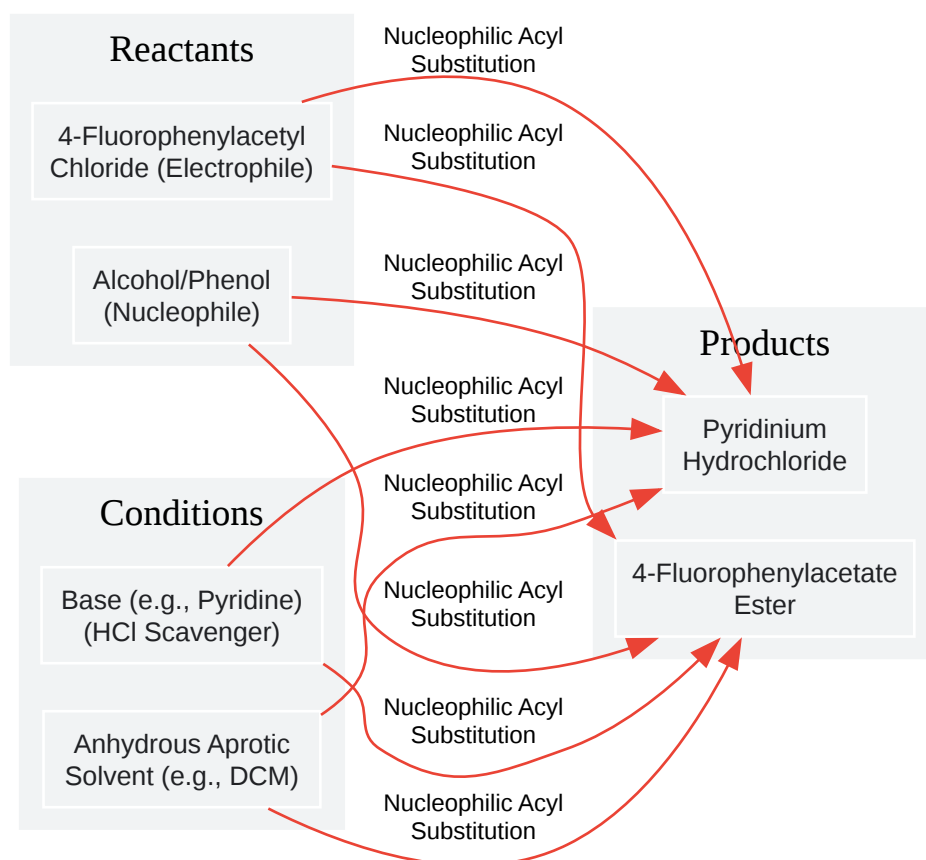 Reactants
4-Fluorophenylacetyl
Chloride (Electrophile)
Alcohol/Phenol
(Nucleophile)
Conditions
Base (e.g., Pyridine)
(HCl Scavenger)
Anhydrous Aprotic
Solvent (e.g., DCM)
Nucleophilic Acyl
Substitution
Nucleophilic Acyl
Substitution
Nucleophilic Acyl
Substitution
Nucleophilic Acyl
Substitution
Nucleophilic Acyl
Substitution
Nucleophilic Acyl
Substitution
Nucleophilic Acyl
Substitution
Nucleophilic Acyl
Substitution
Products
Pyridinium
Hydrochloride
4-Fluorophenylacetate
Ester